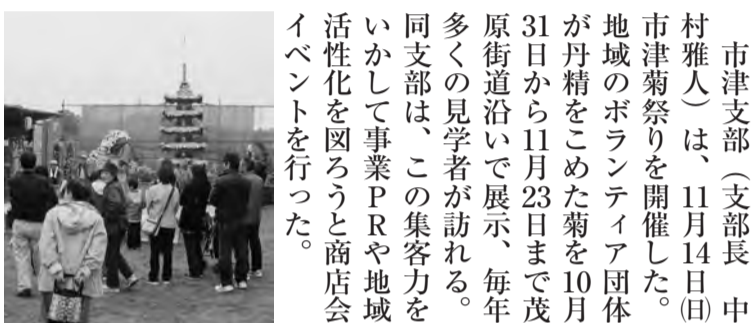 市津支部（支部長　中
村雅人）は、11月14日㈰
市津菊祭りを開催した。
地域のボランティア団体
が丹精をこめた菊を10月
31日から11月23日まで茂
原街道沿いで展示、毎年
多くの見学者が訪れる。
同支部は、この集客力を
いかして事業ＰＲや地域
活性化を図ろうと商店会
イベントを行った。